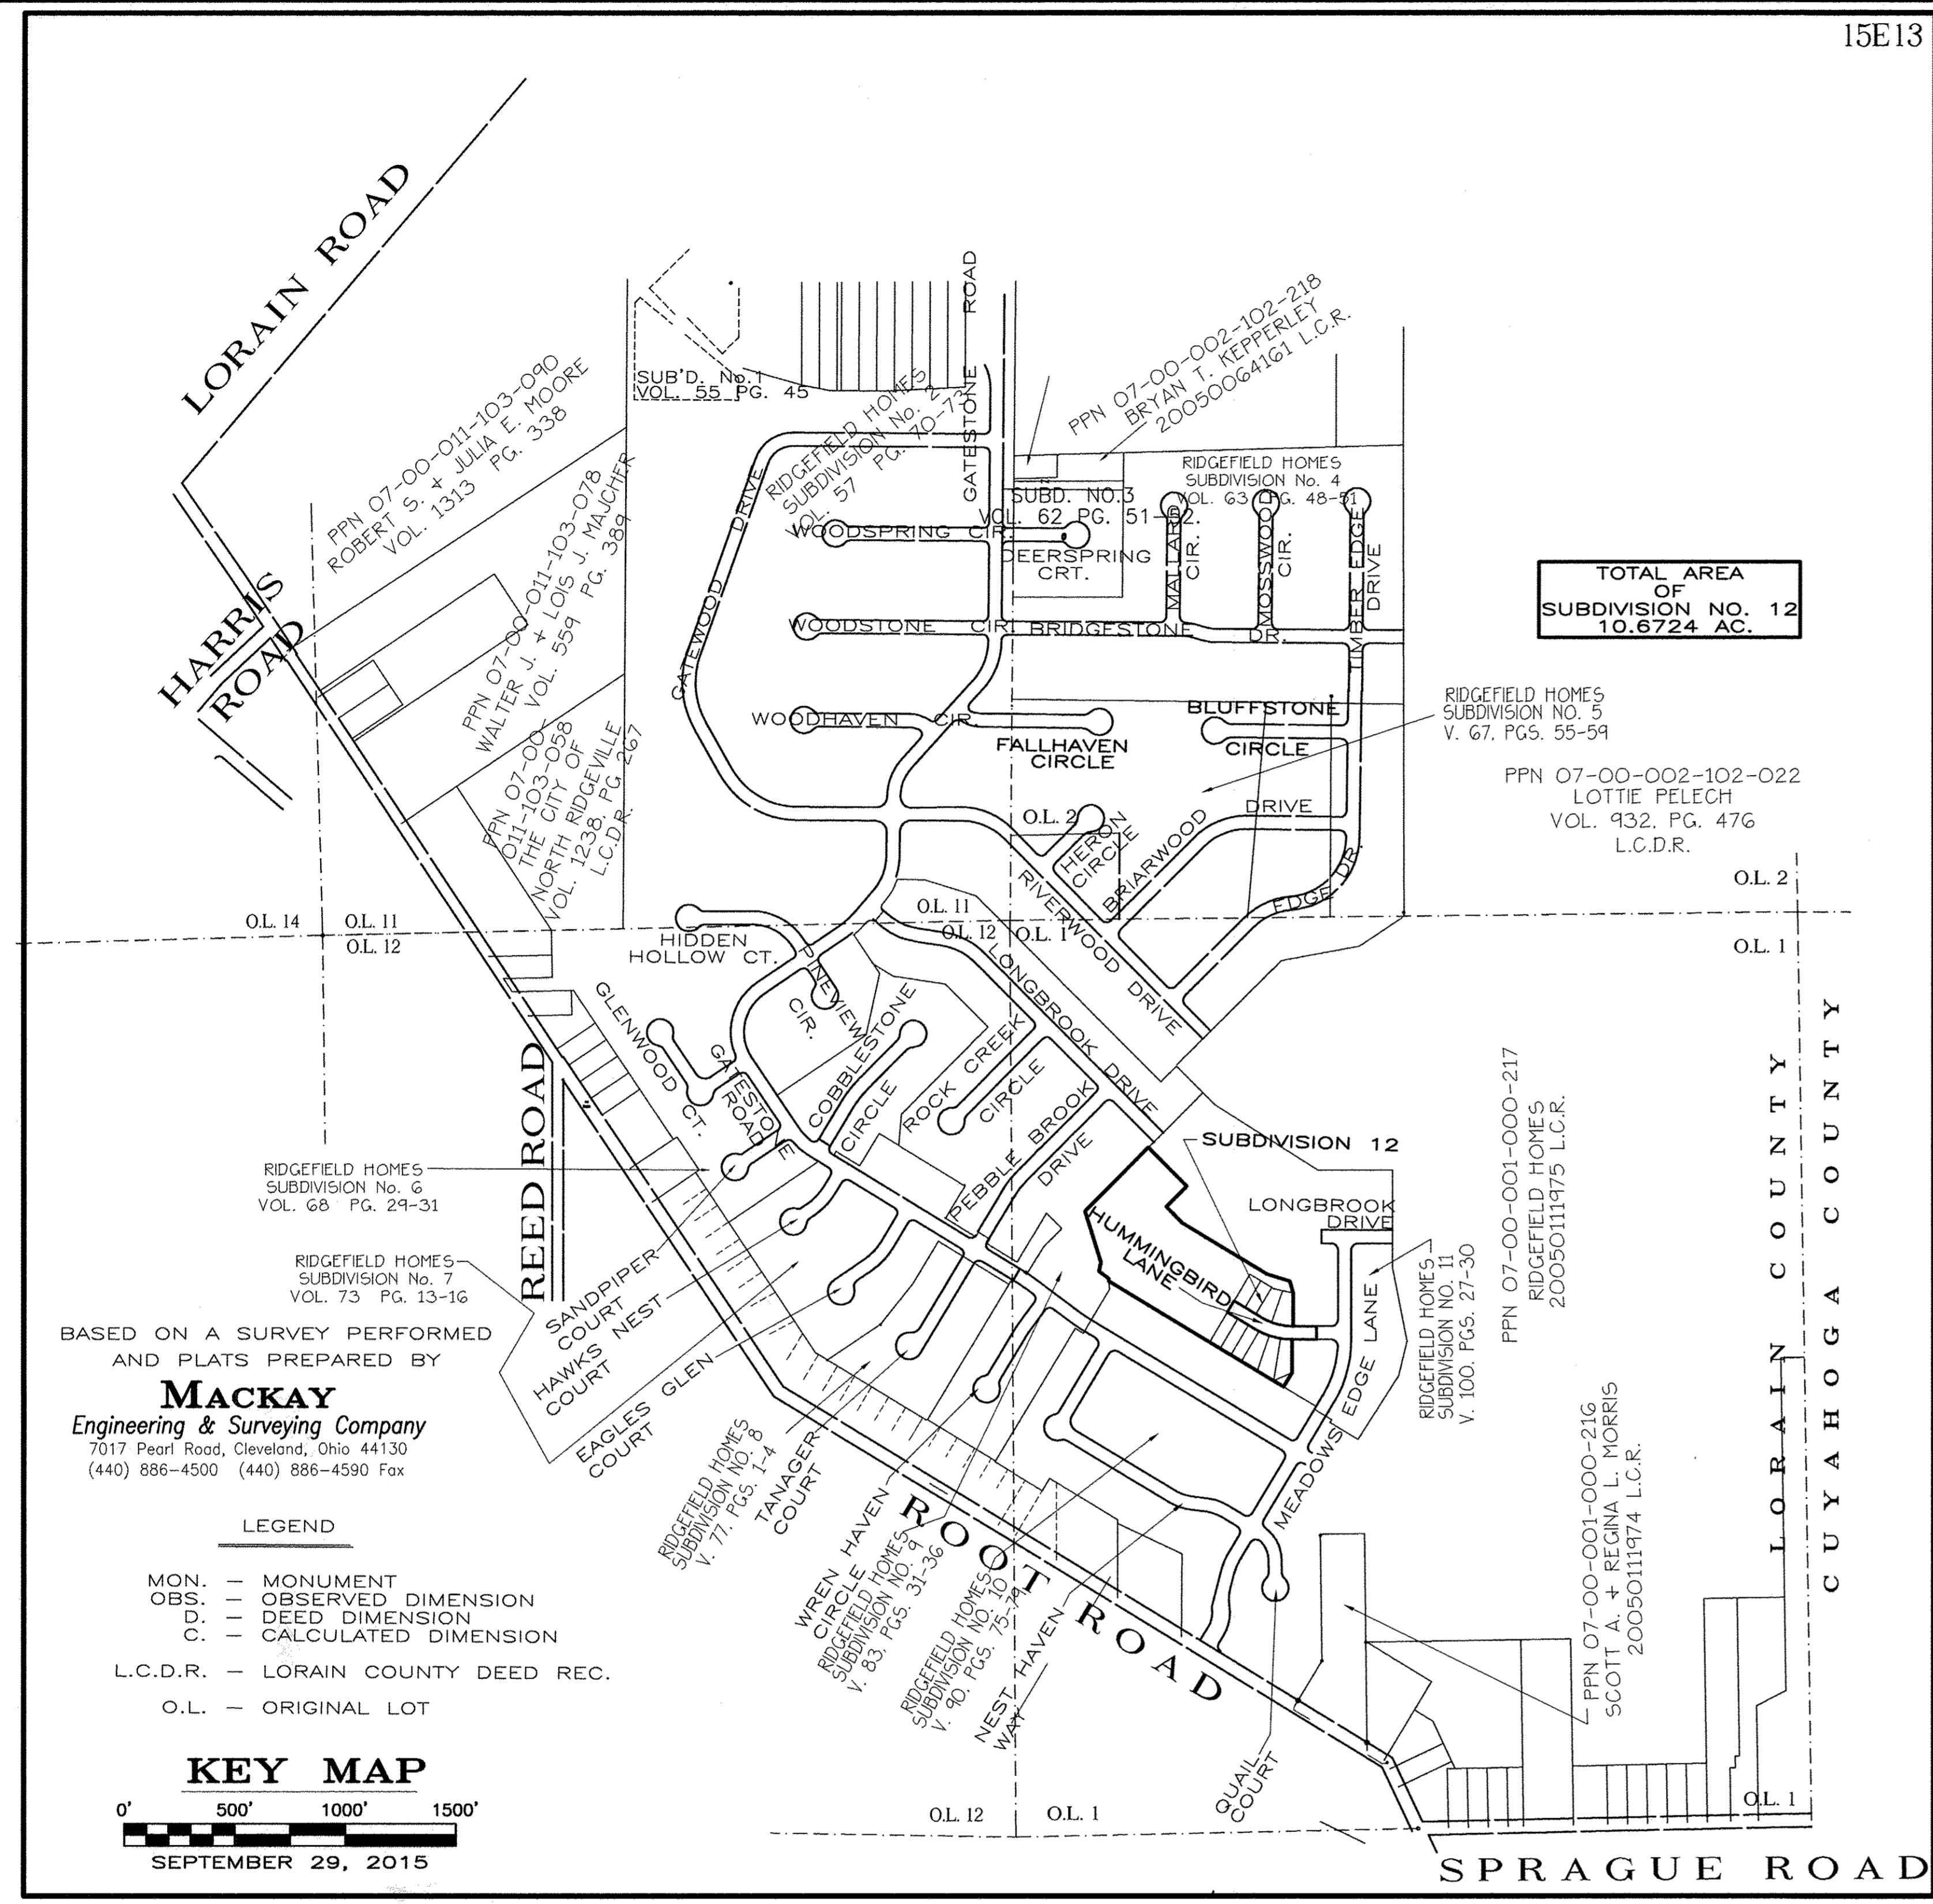 15E13
LORAIN ROAD
HARRIS
ROAD
PPN 07-00-011-103-090
ROBERT S. & JULIA E. MOORE
VOL. 1313 PG. 338
PPN 07-00-011-103-078
WALTER J. & LOIS J. MAJCHER
VOL. 559 PG. 389
PPN 07-00-
011-103-058
THE CITY OF
NORTH RIDGEVILLE
VOL. 1238, PG 267
L.C.D.R.
SUB'D. No.1
VOL. 55 PG. 45
RIDGEFIELD HOMES
SUBDIVISION No. 2
VOL. 57 PG. 70-73
GATESTONE ROAD
PPN 07-00-002-102-218
BRYAN T. KEPPERLEY
20050064161 L.C.R.
RIDGEFIELD HOMES
SUBDIVISION No. 4
VOL. 63 PG. 48-51
SUBD. NO.3
VOL. 62 PG. 51-52.
GATEWOOD DRIVE
WOODSPRING CIR.
DEERSPRING
CRT.
MALLARD
CIR.
MOSSWOOD
CIR.
TIMBER EDGE
DRIVE
WOODSTONE CIR.
BRIDGESTONE DR.
WOODHAVEN CIR.
FALLHAVEN
CIRCLE
BLUFFSTONE
CIRCLE
TOTAL AREA
OF
SUBDIVISION NO. 12
10.6724 AC.
RIDGEFIELD HOMES
SUBDIVISION NO. 5
V. 67, PGS. 55-59
PPN 07-00-002-102-022
LOTTIE PELECH
VOL. 932, PG. 476
L.C.D.R.
O.L. 2
HERON
CIRCLE
BRIARWOOD DRIVE
EDGE DR.
RIVERWOOD DRIVE
O.L. 2
O.L. 1
O.L. 14
O.L. 11
O.L. 12
O.L. 11
O.L. 12
O.L. 1
HIDDEN
HOLLOW CT.
PINEVIEW
CIR.
LONGBROOK DRIVE
GLENWOOD CT.
GATESTONE
ROAD
COBBLESTONE
CIRCLE
ROCK CREEK
CIRCLE
PEBBLE BROOK
DRIVE
REED ROAD
SUBDIVISION 12
LONGBROOK
DRIVE
HUMMINGBIRD
LANE
MEADOWS EDGE LANE
RIDGEFIELD HOMES
SUBDIVISION NO. 11
V. 100. PGS. 27-30
PPN 07-00-001-000-217
RIDGEFIELD HOMES
20050111975 L.C.R.
LORAIN COUNTY
CUYAHOGA COUNTY
PPN 07-00-001-000-216
SCOTT A. & REGINA L. MORRIS
20050111974 L.C.R.
RIDGEFIELD HOMES
SUBDIVISION No. 6
VOL. 68 PG. 29-31
RIDGEFIELD HOMES
SUBDIVISION No. 7
VOL. 73 PG. 13-16
SANDPIPER
COURT
HAWKS NEST
COURT
EAGLES GLEN
COURT
RIDGEFIELD HOMES
SUBDIVISION NO. 8
V. 77, PGS. 1-4
TANAGER
COURT
WREN HAVEN
CIRCLE
RIDGEFIELD HOMES
SUBDIVISION NO. 9
V. 83, PGS. 31-36
RIDGEFIELD HOMES
SUBDIVISION NO. 10
V. 90, PGS. 75-79
NEST HAVEN
WAY
QUAIL
COURT
ROOT ROAD
BASED ON A SURVEY PERFORMED
AND PLATS PREPARED BY
MACKAY
Engineering & Surveying Company
7017 Pearl Road, Cleveland, Ohio 44130
(440) 886-4500 (440) 886-4590 Fax
LEGEND
MON. — MONUMENT
OBS. — OBSERVED DIMENSION
D. — DEED DIMENSION
C. — CALCULATED DIMENSION
L.C.D.R. — LORAIN COUNTY DEED REC.
O.L. — ORIGINAL LOT
KEY MAP
0' 500' 1000' 1500'
SEPTEMBER 29, 2015
O.L. 12
O.L. 1
O.L. 1
SPRAGUE ROAD